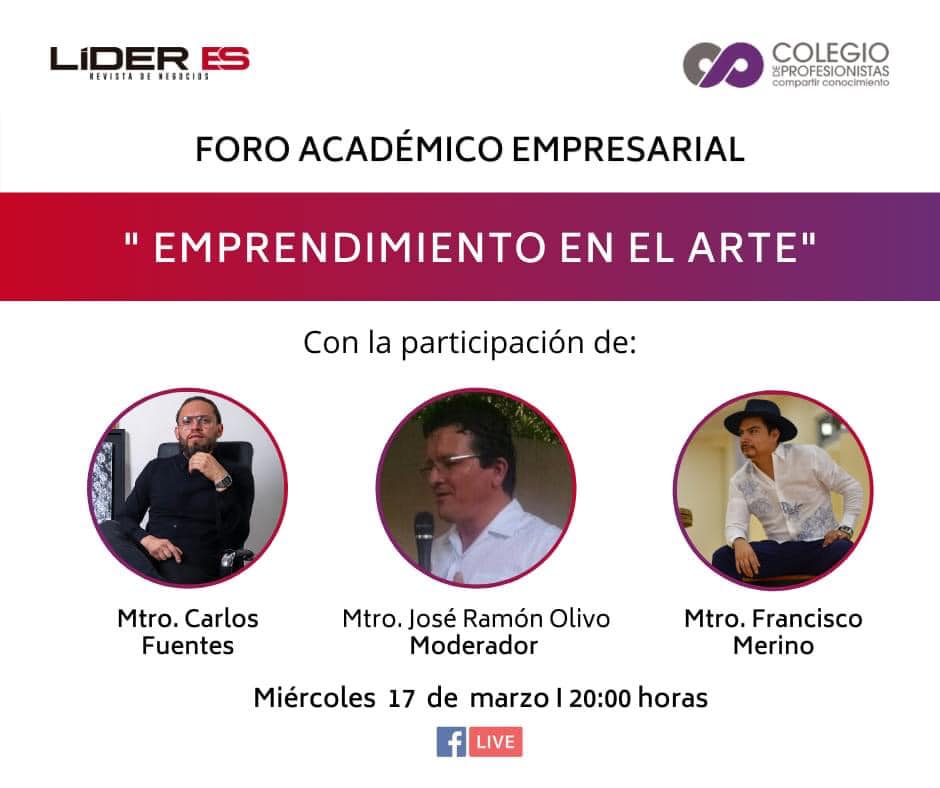 LÍDER ES
REVISTA DE NEGOCIOS
COLEGIO
DE PROFESIONISTAS
compartir conocimiento
FORO ACADÉMICO EMPRESARIAL
" EMPRENDIMIENTO EN EL ARTE"
Con la participación de:
Mtro. Carlos
Fuentes
Mtro. José Ramón Olivo
Moderador
Mtro. Francisco
Merino
Miércoles 17 de marzo I 20:00 horas
f LIVE